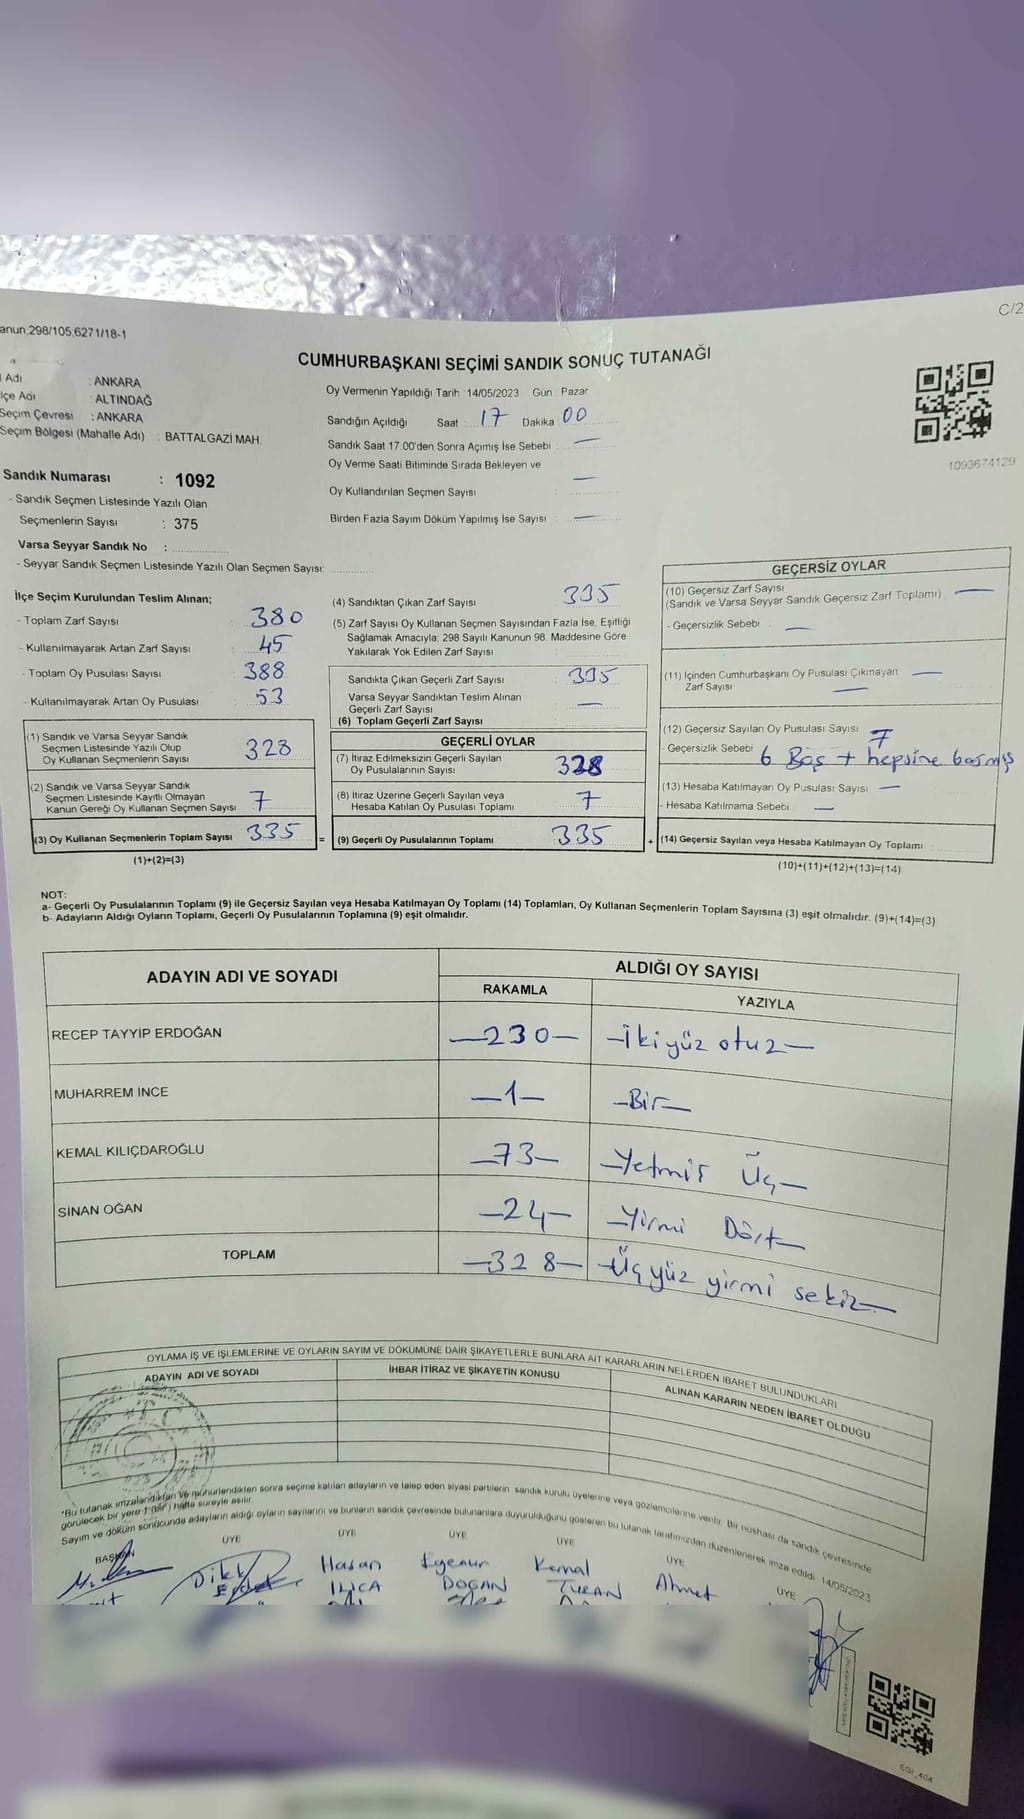 anun,298/105,6271/18-1
C/2
CUMHURBAŞKANI SEÇİMİ SANDIK SONUÇ TUTANAĞI
l Adı : ANKARA
lçe Adı : ALTINDAĞ
Seçim Çevresi : ANKARA
Seçim Bölgesi (Mahalle Adı) : BATTALGAZİ MAH.
Oy Vermenin Yapıldığı Tarih : 14/05/2023 Gün : Pazar
Sandığın Açıldığı Saat : 17 Dakika : 00
Sandık Saat 17:00'den Sonra Açımış İse Sebebi : —
Oy Verme Saati Bitiminde Sırada Bekleyen ve
Oy Kullandırılan Seçmen Sayısı : —
Birden Fazla Sayım Döküm Yapılmış İse Sayısı : —
1093674129
Sandık Numarası : 1092
- Sandık Seçmen Listesinde Yazılı Olan
Seçmenlerin Sayısı : 375
Varsa Seyyar Sandık No :
- Seyyar Sandık Seçmen Listesinde Yazılı Olan Seçmen Sayısı:
İlçe Seçim Kurulundan Teslim Alınan;
- Toplam Zarf Sayısı : 380
- Kullanılmayarak Artan Zarf Sayısı : 45
- Toplam Oy Pusulası Sayısı : 388
- Kullanılmayarak Artan Oy Pusulası : 53
(1) Sandık ve Varsa Seyyar Sandık
Seçmen Listesinde Yazılı Olup
Oy Kullanan Seçmenlerin Sayısı 328
(2) Sandık ve Varsa Seyyar Sandık
Seçmen Listesinde Kayıtlı Olmayan
Kanun Gereği Oy Kullanan Seçmen Sayısı 7
(3) Oy Kullanan Seçmenlerin Toplam Sayısı 335 =
(1)+(2)=(3)
(4) Sandıktan Çıkan Zarf Sayısı : 335
(5) Zarf Sayısı Oy Kullanan Seçmen Sayısından Fazla İse, Eşitliği
Sağlamak Amacıyla; 298 Sayılı Kanunun 98. Maddesine Göre
Yakılarak Yok Edilen Zarf Sayısı :
Sandıkta Çıkan Geçerli Zarf Sayısı : 335
Varsa Seyyar Sandıktan Teslim Alınan
Geçerli Zarf Sayısı : —
(6) Toplam Geçerli Zarf Sayısı :
GEÇERLİ OYLAR
(7) İtiraz Edilmeksizin Geçerli Sayılan
Oy Pusulalarının Sayısı : 328
(8) İtiraz Üzerine Geçerli Sayılan veya
Hesaba Katılan Oy Pusulası Toplamı : 7
(9) Geçerli Oy Pusulalarının Toplamı : 335 +
GEÇERSİZ OYLAR
(10) Geçersiz Zarf Sayısı : —
(Sandık ve Varsa Seyyar Sandık Geçersiz Zarf Toplamı)
- Geçersizlik Sebebi : —
(11) İçinden Cumhurbaşkanı Oy Pusulası Çıkmayan : —
Zarf Sayısı —
(12) Geçersiz Sayılan Oy Pusulası Sayısı : 7
- Geçersizlik Sebebi : 6 Boş + hepsine basmış
(13) Hesaba Katılmayan Oy Pusulası Sayısı : —
- Hesaba Katılmama Sebebi : —
(14) Geçersiz Sayılan veya Hesaba Katılmayan Oy Toplamı :
(10)+(11)+(12)+(13)=(14)
NOT:
a- Geçerli Oy Pusulalarının Toplamı (9) ile Geçersiz Sayılan veya Hesaba Katılmayan Oy Toplamı (14) Toplamları, Oy Kullanan Seçmenlerin Toplam Sayısına (3) eşit olmalıdır. (9)+(14)=(3)
b- Adayların Aldığı Oyların Toplamı, Geçerli Oy Pusulalarının Toplamına (9) eşit olmalıdır.
ADAYIN ADI VE SOYADI ALDIĞI OY SAYISI
RAKAMLA YAZIYLA
RECEP TAYYİP ERDOĞAN —230— —İkiyüz otuz—
MUHARREM İNCE —1— —Bir—
KEMAL KILIÇDAROĞLU —73— —Yetmiş Üç—
SİNAN OĞAN —24— —Yirmi Dört—
TOPLAM —328— —Üçyüz yirmi sekiz—
OYLAMA İŞ VE İŞLEMLERİNE VE OYLARIN SAYIM VE DÖKÜMÜNE DAİR ŞİKAYETLERLE BUNLARA AİT KARARLARIN NELERDEN İBARET BULUNDUKLARI
ADAYIN ADI VE SOYADI İHBAR İTİRAZ VE ŞİKAYETİN KONUSU ALINAN KARARIN NEDEN İBARET OLDUĞU
T.C.
*Bu tutanak imzalandıktan ve mühürlendikten sonra seçime katılan adayların ve talep eden siyasi partilerin sandık kurulu üyelerine veya gözlemcilerine verilir. Bir nüshası da sandık çevresinde
görülecek bir yere 1 (bir) hafta süreyle asılır.
Sayım ve döküm sonucunda adayların aldığı oyların sayılarını ve bunların sandık çevresinde bulunanlara duyurulduğunu gösteren bu tutanak tarafımızdan düzenlenerek imza edildi. 14/05/2023
BAŞKAN ÜYE ÜYE ÜYE ÜYE ÜYE ÜYE
Hasan Egenur Kemal Ahmet
ILICA DOĞAN TURAN